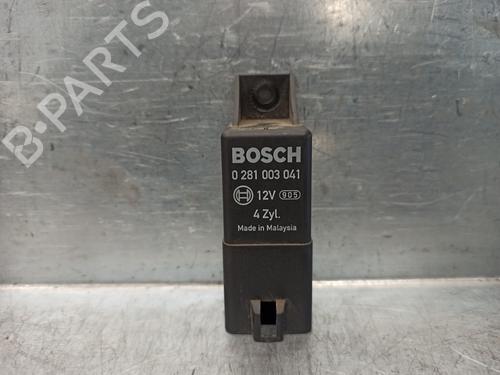 B-PARTS
BOSCH
0 281 003 041
12V 905
4 Zyl.
Made in Malaysia